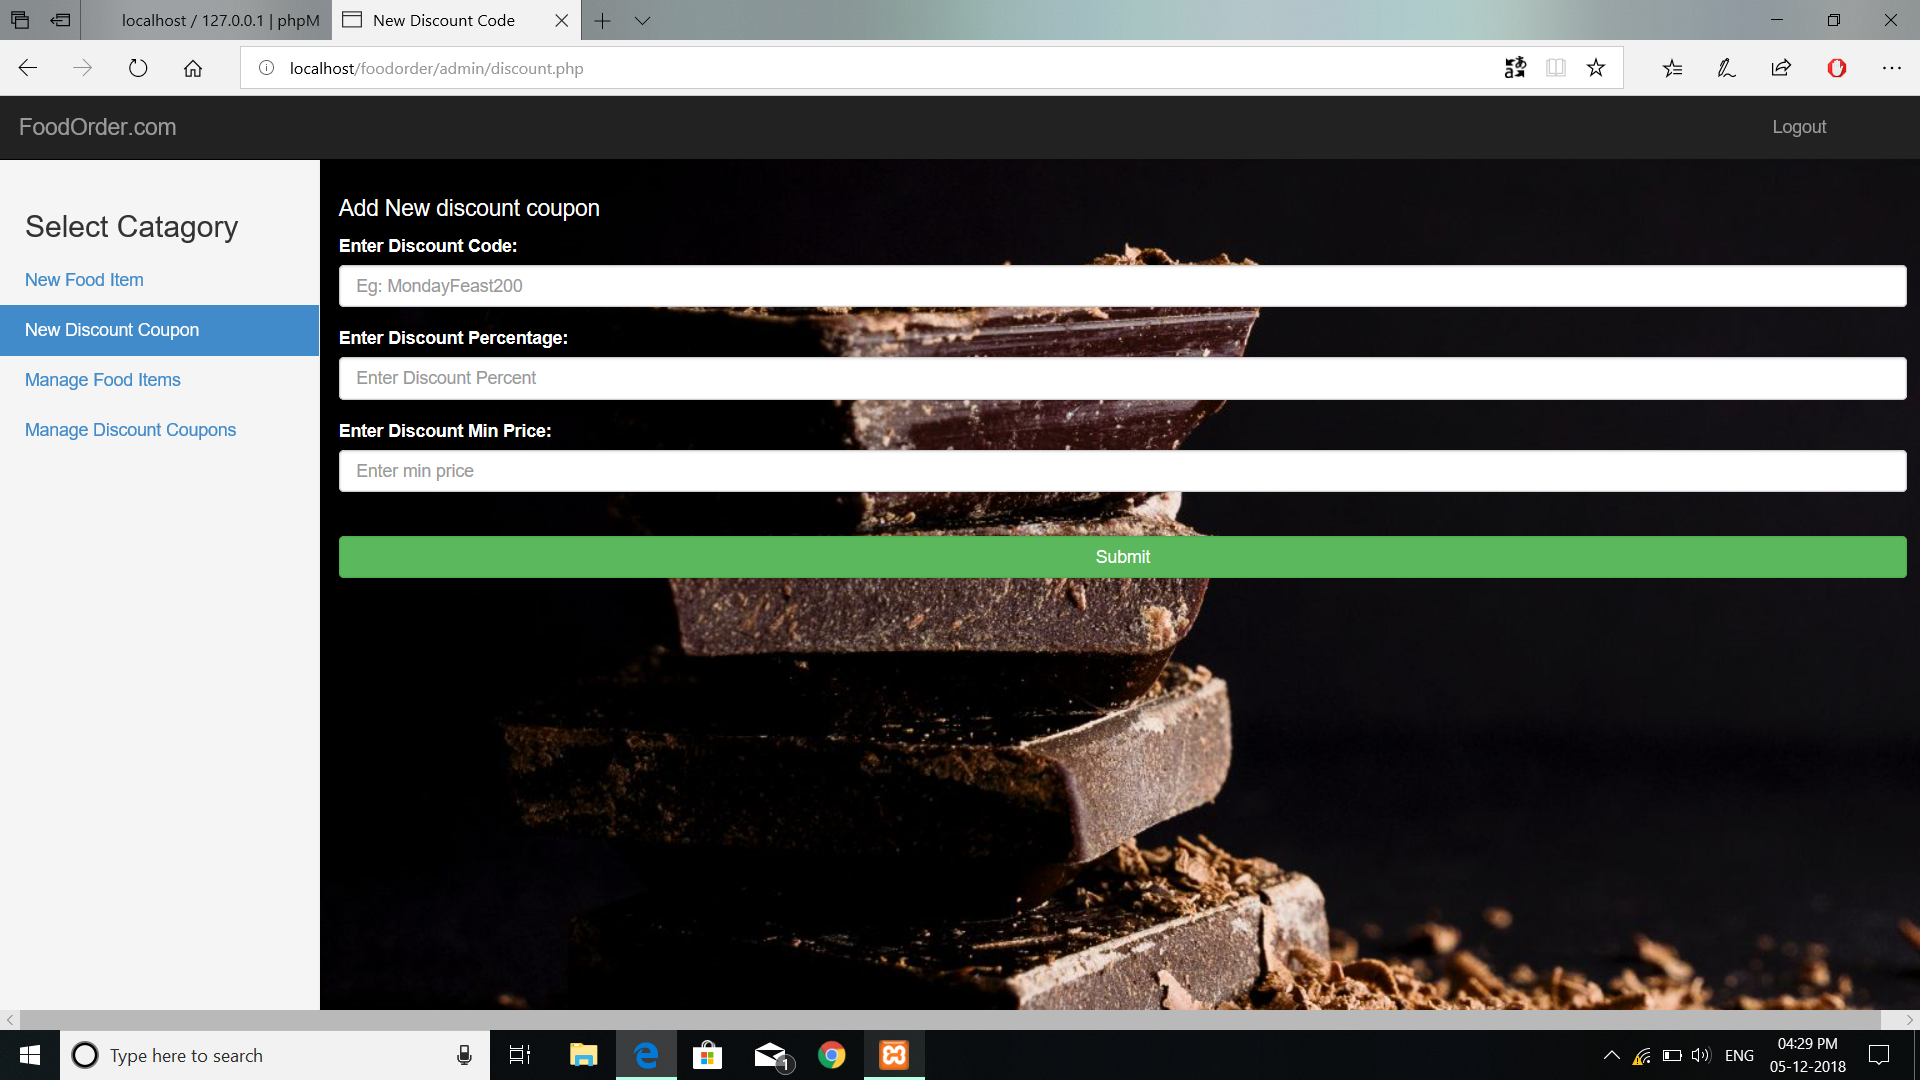 localhost / 127.0.0.1 | phpM
New Discount Code
localhost/foodorder/admin/discount.php
FoodOrder.com
Logout
Select Catagory
New Food Item
New Discount Coupon
Manage Food Items
Manage Discount Coupons
Add New discount coupon
Enter Discount Code:
Eg: MondayFeast200
Enter Discount Percentage:
Enter Discount Percent
Enter Discount Min Price:
Enter min price
Submit
Type here to search
1
ENG
04:29 PM
05-12-2018